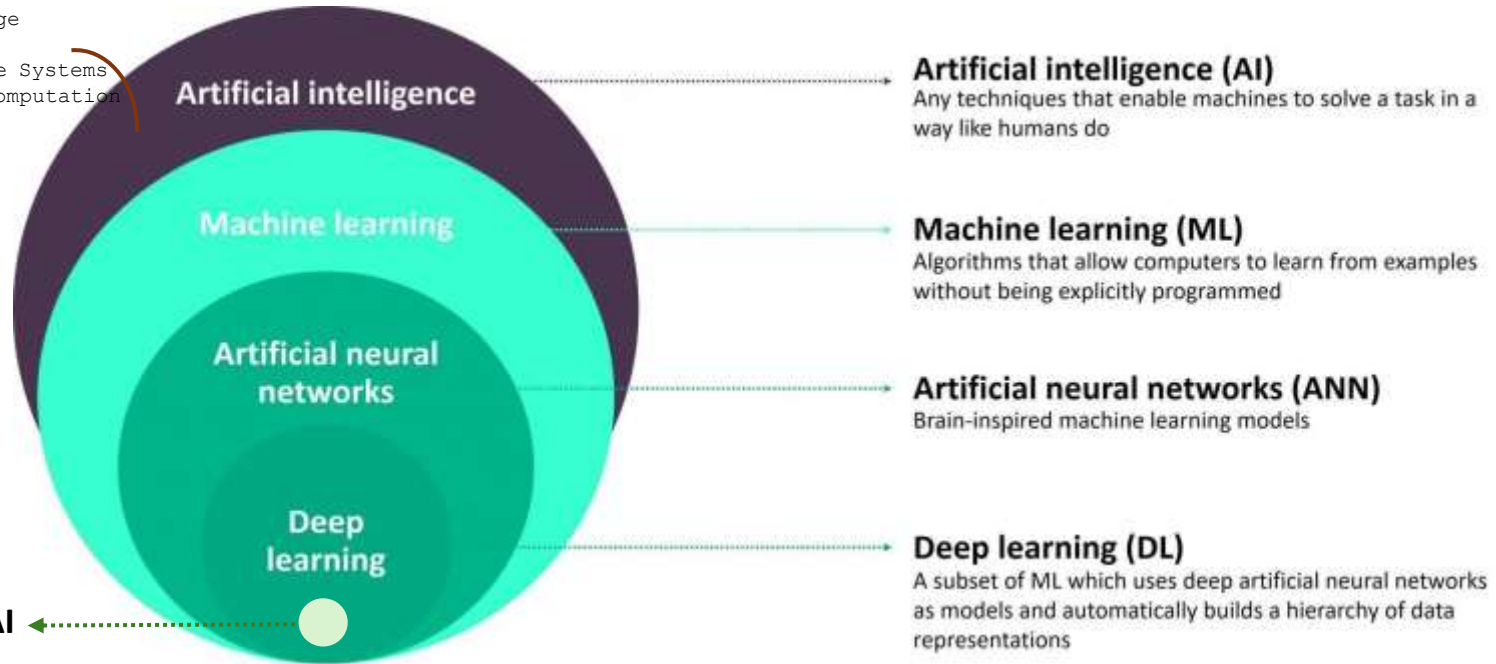 ge
e Systems
omputation
Artificial intelligence
Machine learning
Artificial neural
networks
Deep
learning
AI
Artificial intelligence (AI)
Any techniques that enable machines to solve a task in a
way like humans do
Machine learning (ML)
Algorithms that allow computers to learn from examples
without being explicitly programmed
Artificial neural networks (ANN)
Brain-inspired machine learning models
Deep learning (DL)
A subset of ML which uses deep artificial neural networks
as models and automatically builds a hierarchy of data
representations